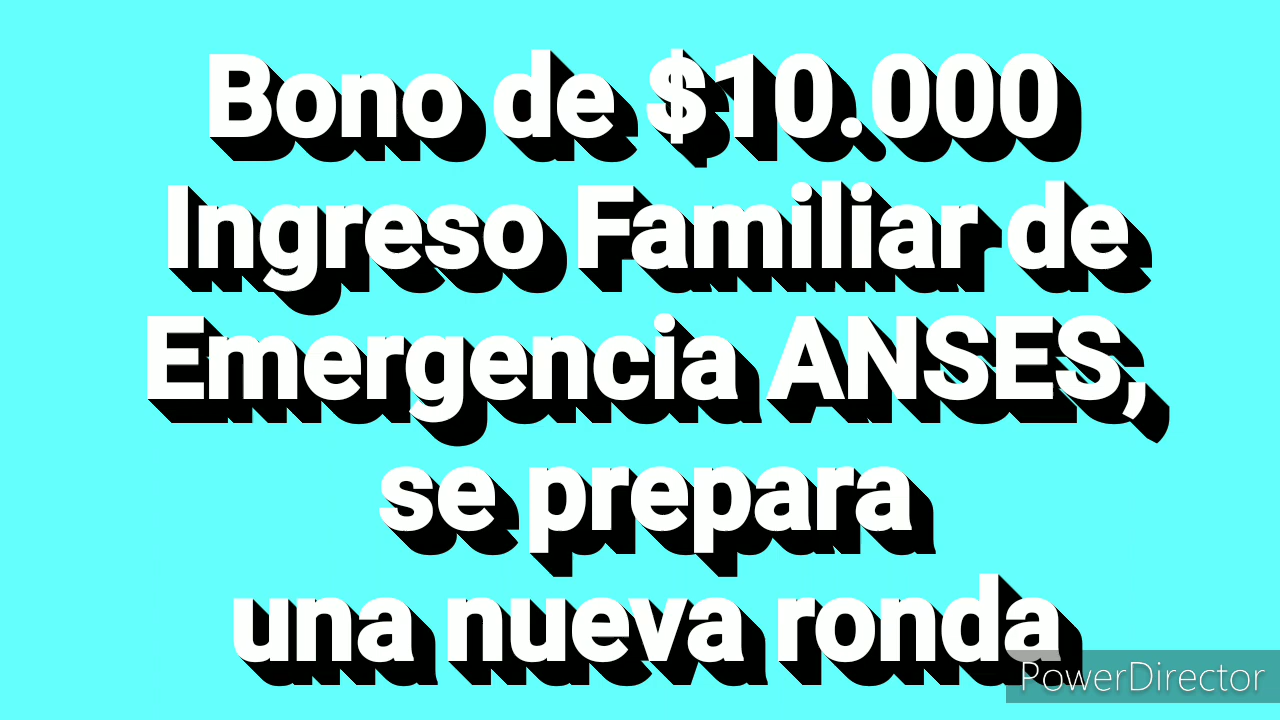 Bono de $10.000
Ingreso Familiar de
Emergencia ANSES,
se prepara
una nueva ronda
PowerDirector